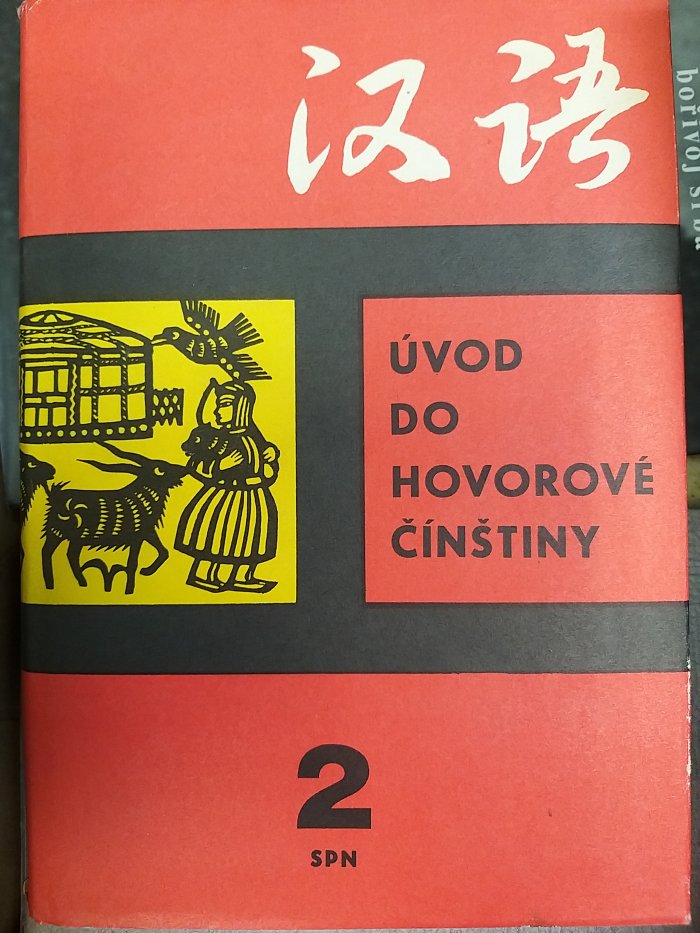 汉语
ÚVOD
DO
HOVOROVÉ
ČÍNŠTINY
2
SPN
bořivoj